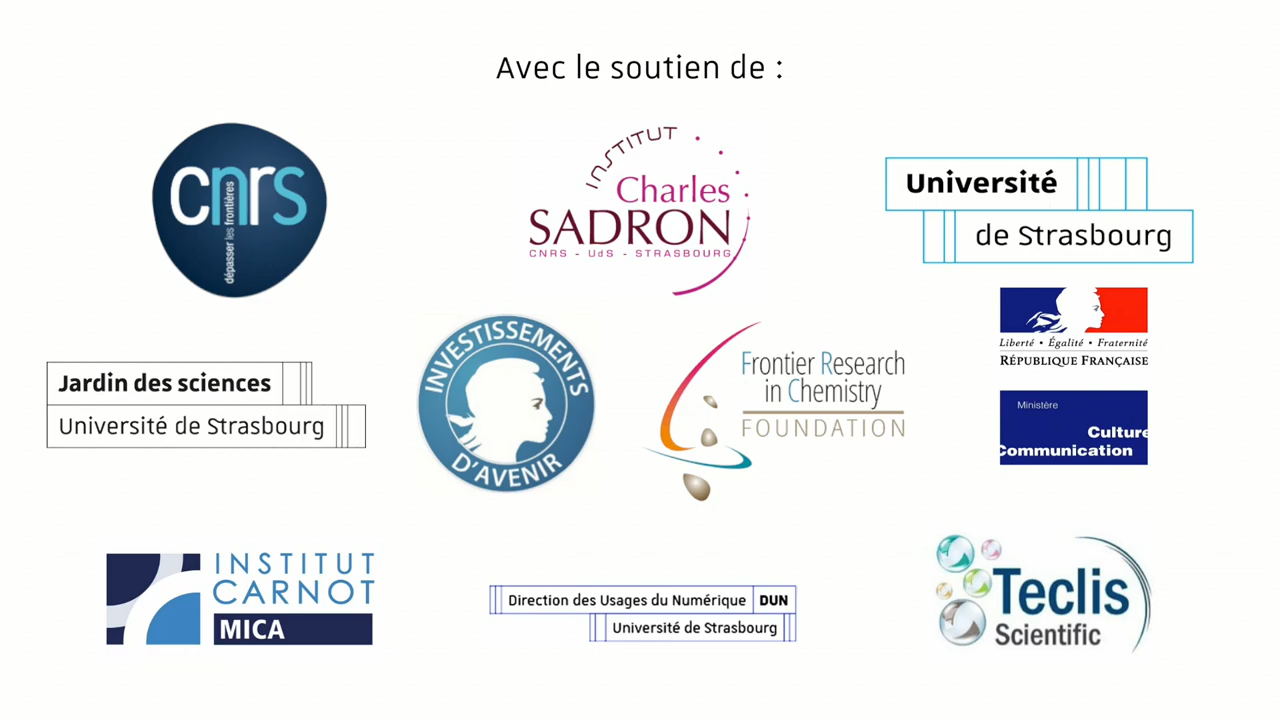 Avec le soutien de :
cnrs
dépasser les frontières
INSTITUT
Charles
SADRON
CNRS - UdS - STRASBOURG
Université
de Strasbourg
Jardin des sciences
Université de Strasbourg
INVESTISSEMENTS
D'AVENIR
Frontier Research
in Chemistry
FOUNDATION
Liberté • Égalité • Fraternité
RÉPUBLIQUE FRANÇAISE
Ministère
Culture
Communication
INSTITUT
CARNOT
MICA
Direction des Usages du Numérique DUN
Université de Strasbourg
Teclis
Scientific